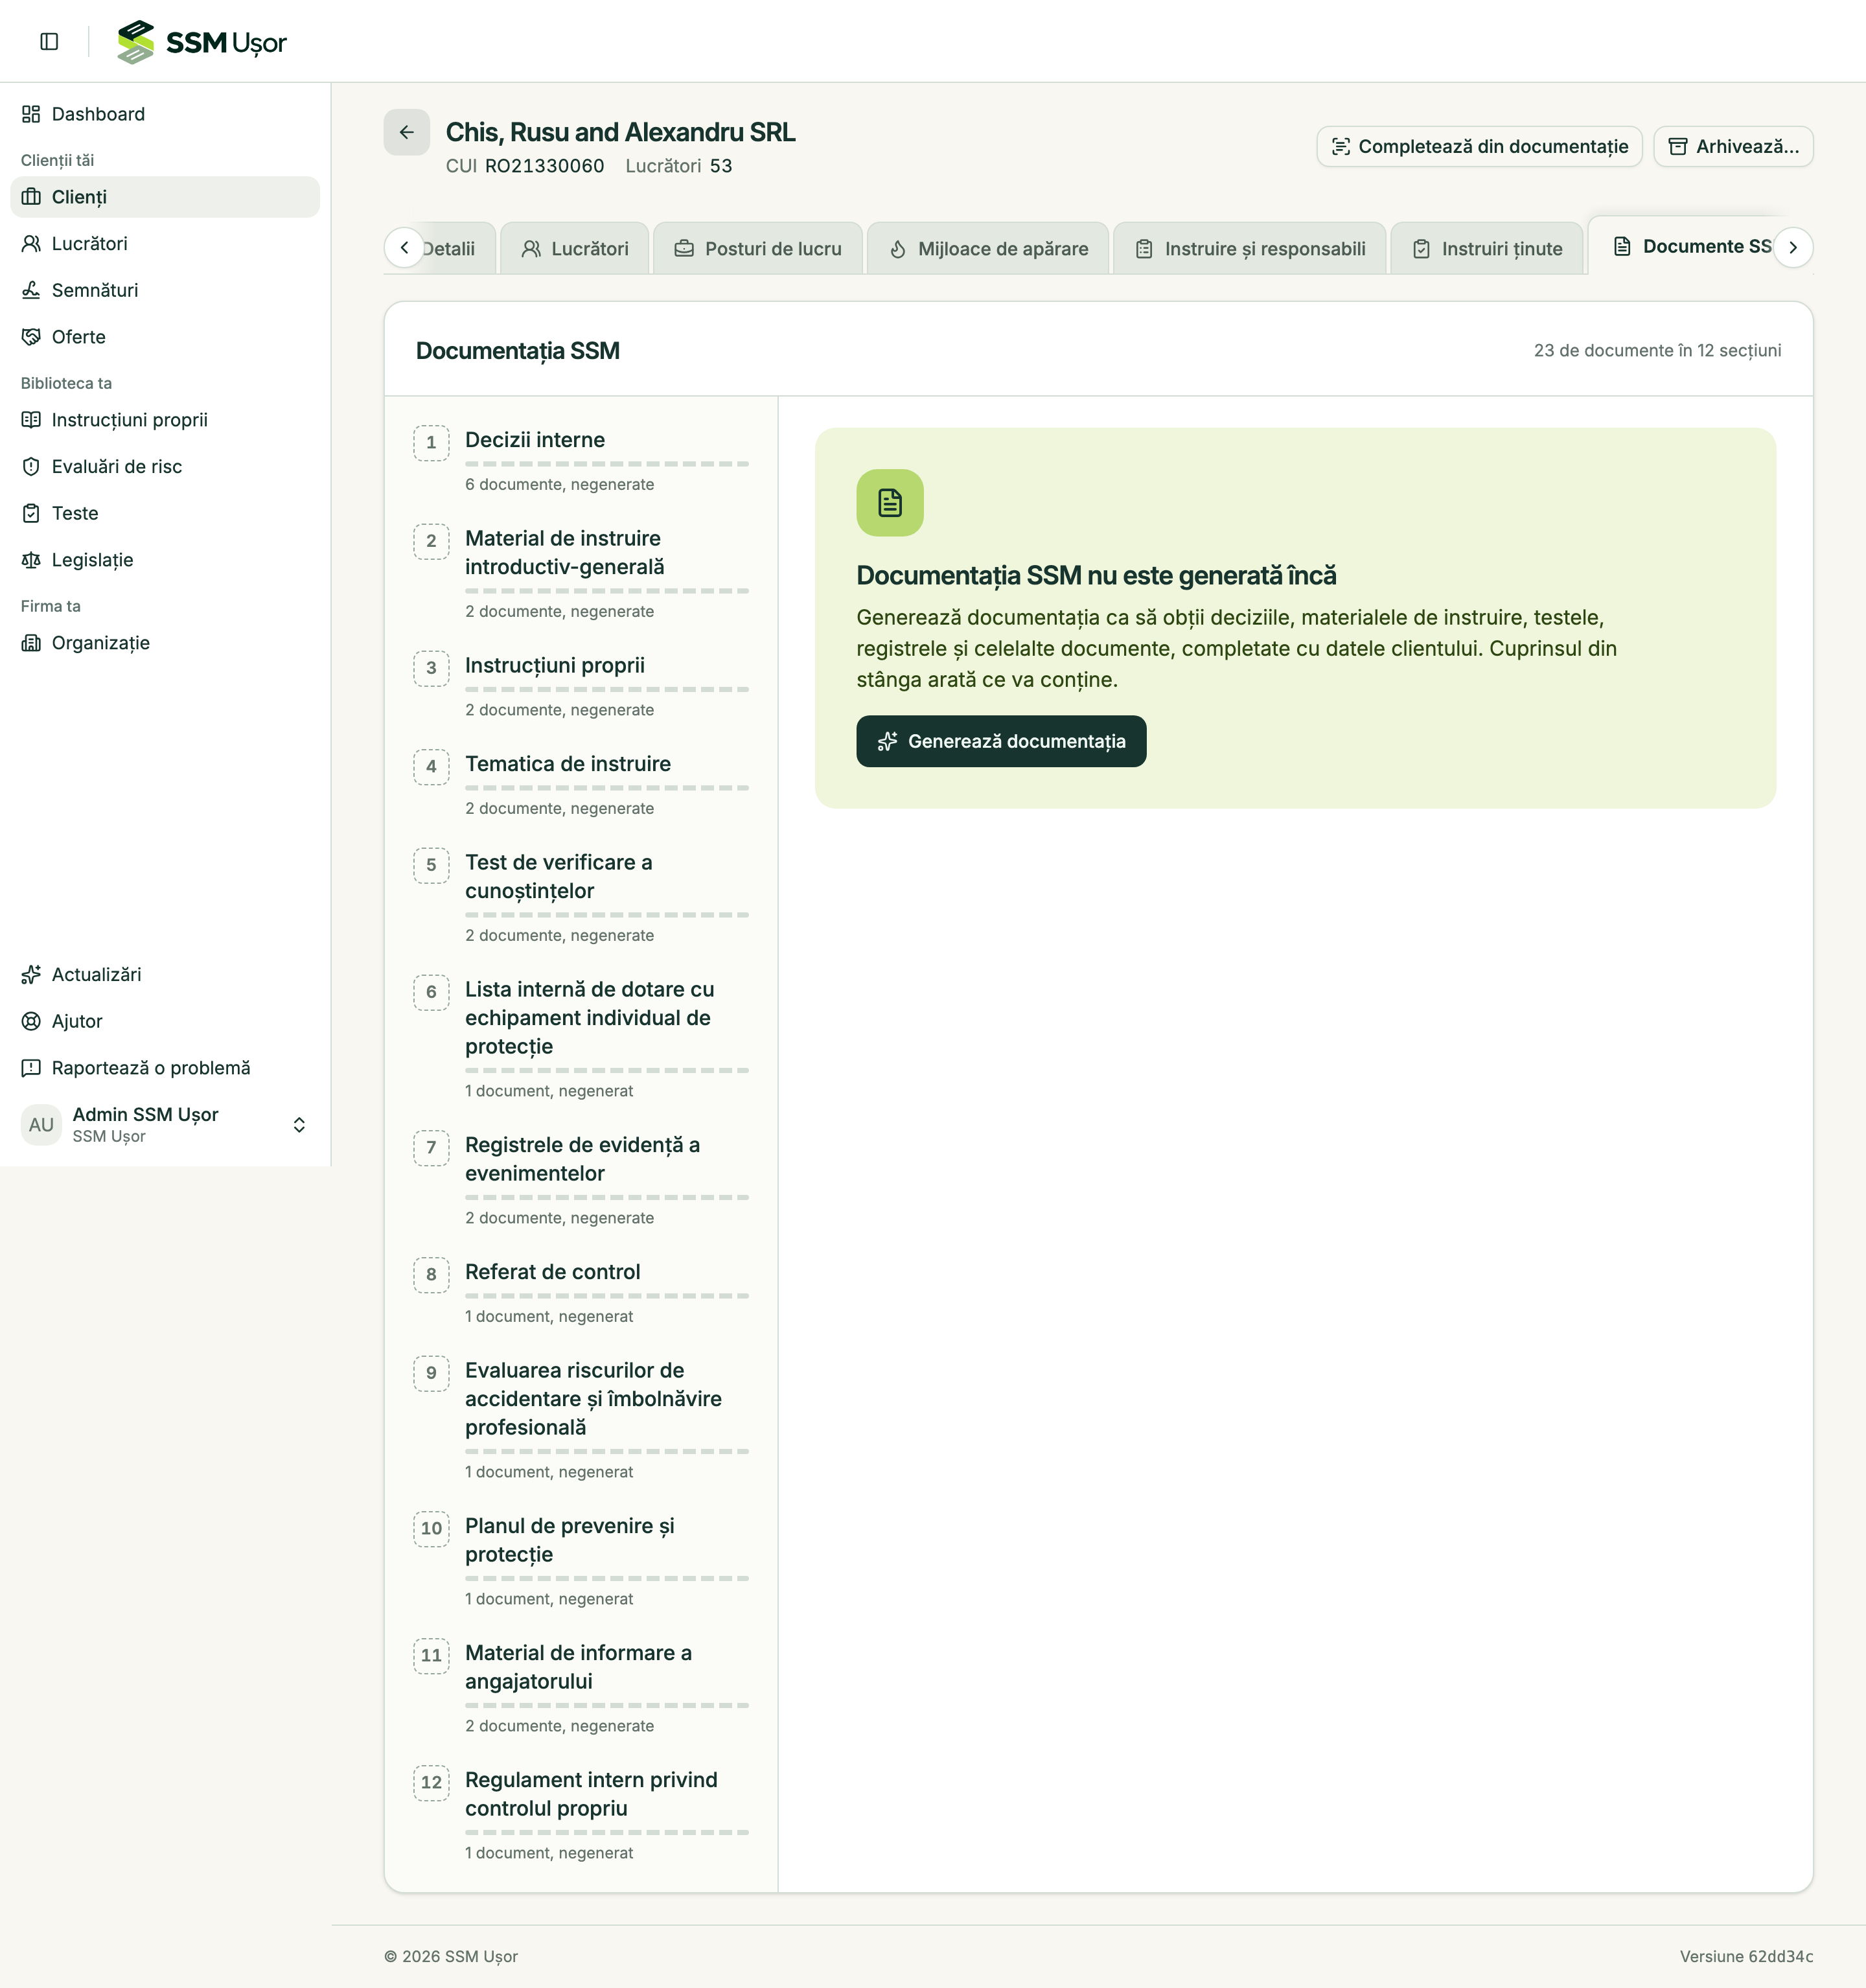 SSM Ușor
Dashboard
Clienții tăi
Clienți
Lucrători
Semnături
Oferte
Biblioteca ta
Instrucțiuni proprii
Evaluări de risc
Teste
Legislație
Firma ta
Organizație
Actualizări
Ajutor
Raportează o problemă
AU
Admin SSM Ușor
SSM Ușor
Chis, Rusu and Alexandru SRL
CUI RO21330060 Lucrători 53
Completează din documentație
Arhivează...
Detalii
Lucrători
Posturi de lucru
Mijloace de apărare
Instruire și responsabili
Instruiri ținute
Documente SS
Documentația SSM
23 de documente în 12 secțiuni
1
Decizii interne
6 documente, negenerate
2
Material de instruire
introductiv-generală
2 documente, negenerate
3
Instrucțiuni proprii
2 documente, negenerate
4
Tematica de instruire
2 documente, negenerate
5
Test de verificare a
cunoștințelor
2 documente, negenerate
6
Lista internă de dotare cu
echipament individual de
protecție
1 document, negenerat
7
Registrele de evidență a
evenimentelor
2 documente, negenerate
8
Referat de control
1 document, negenerat
9
Evaluarea riscurilor de
accidentare și îmbolnăvire
profesională
1 document, negenerat
10
Planul de prevenire și
protecție
1 document, negenerat
11
Material de informare a
angajatorului
2 documente, negenerate
12
Regulament intern privind
controlul propriu
1 document, negenerat
Documentația SSM nu este generată încă
Generează documentația ca să obții deciziile, materialele de instruire, testele,
registrele și celelalte documente, completate cu datele clientului. Cuprinsul din
stânga arată ce va conține.
Generează documentația
© 2026 SSM Ușor
Versiune 62dd34c